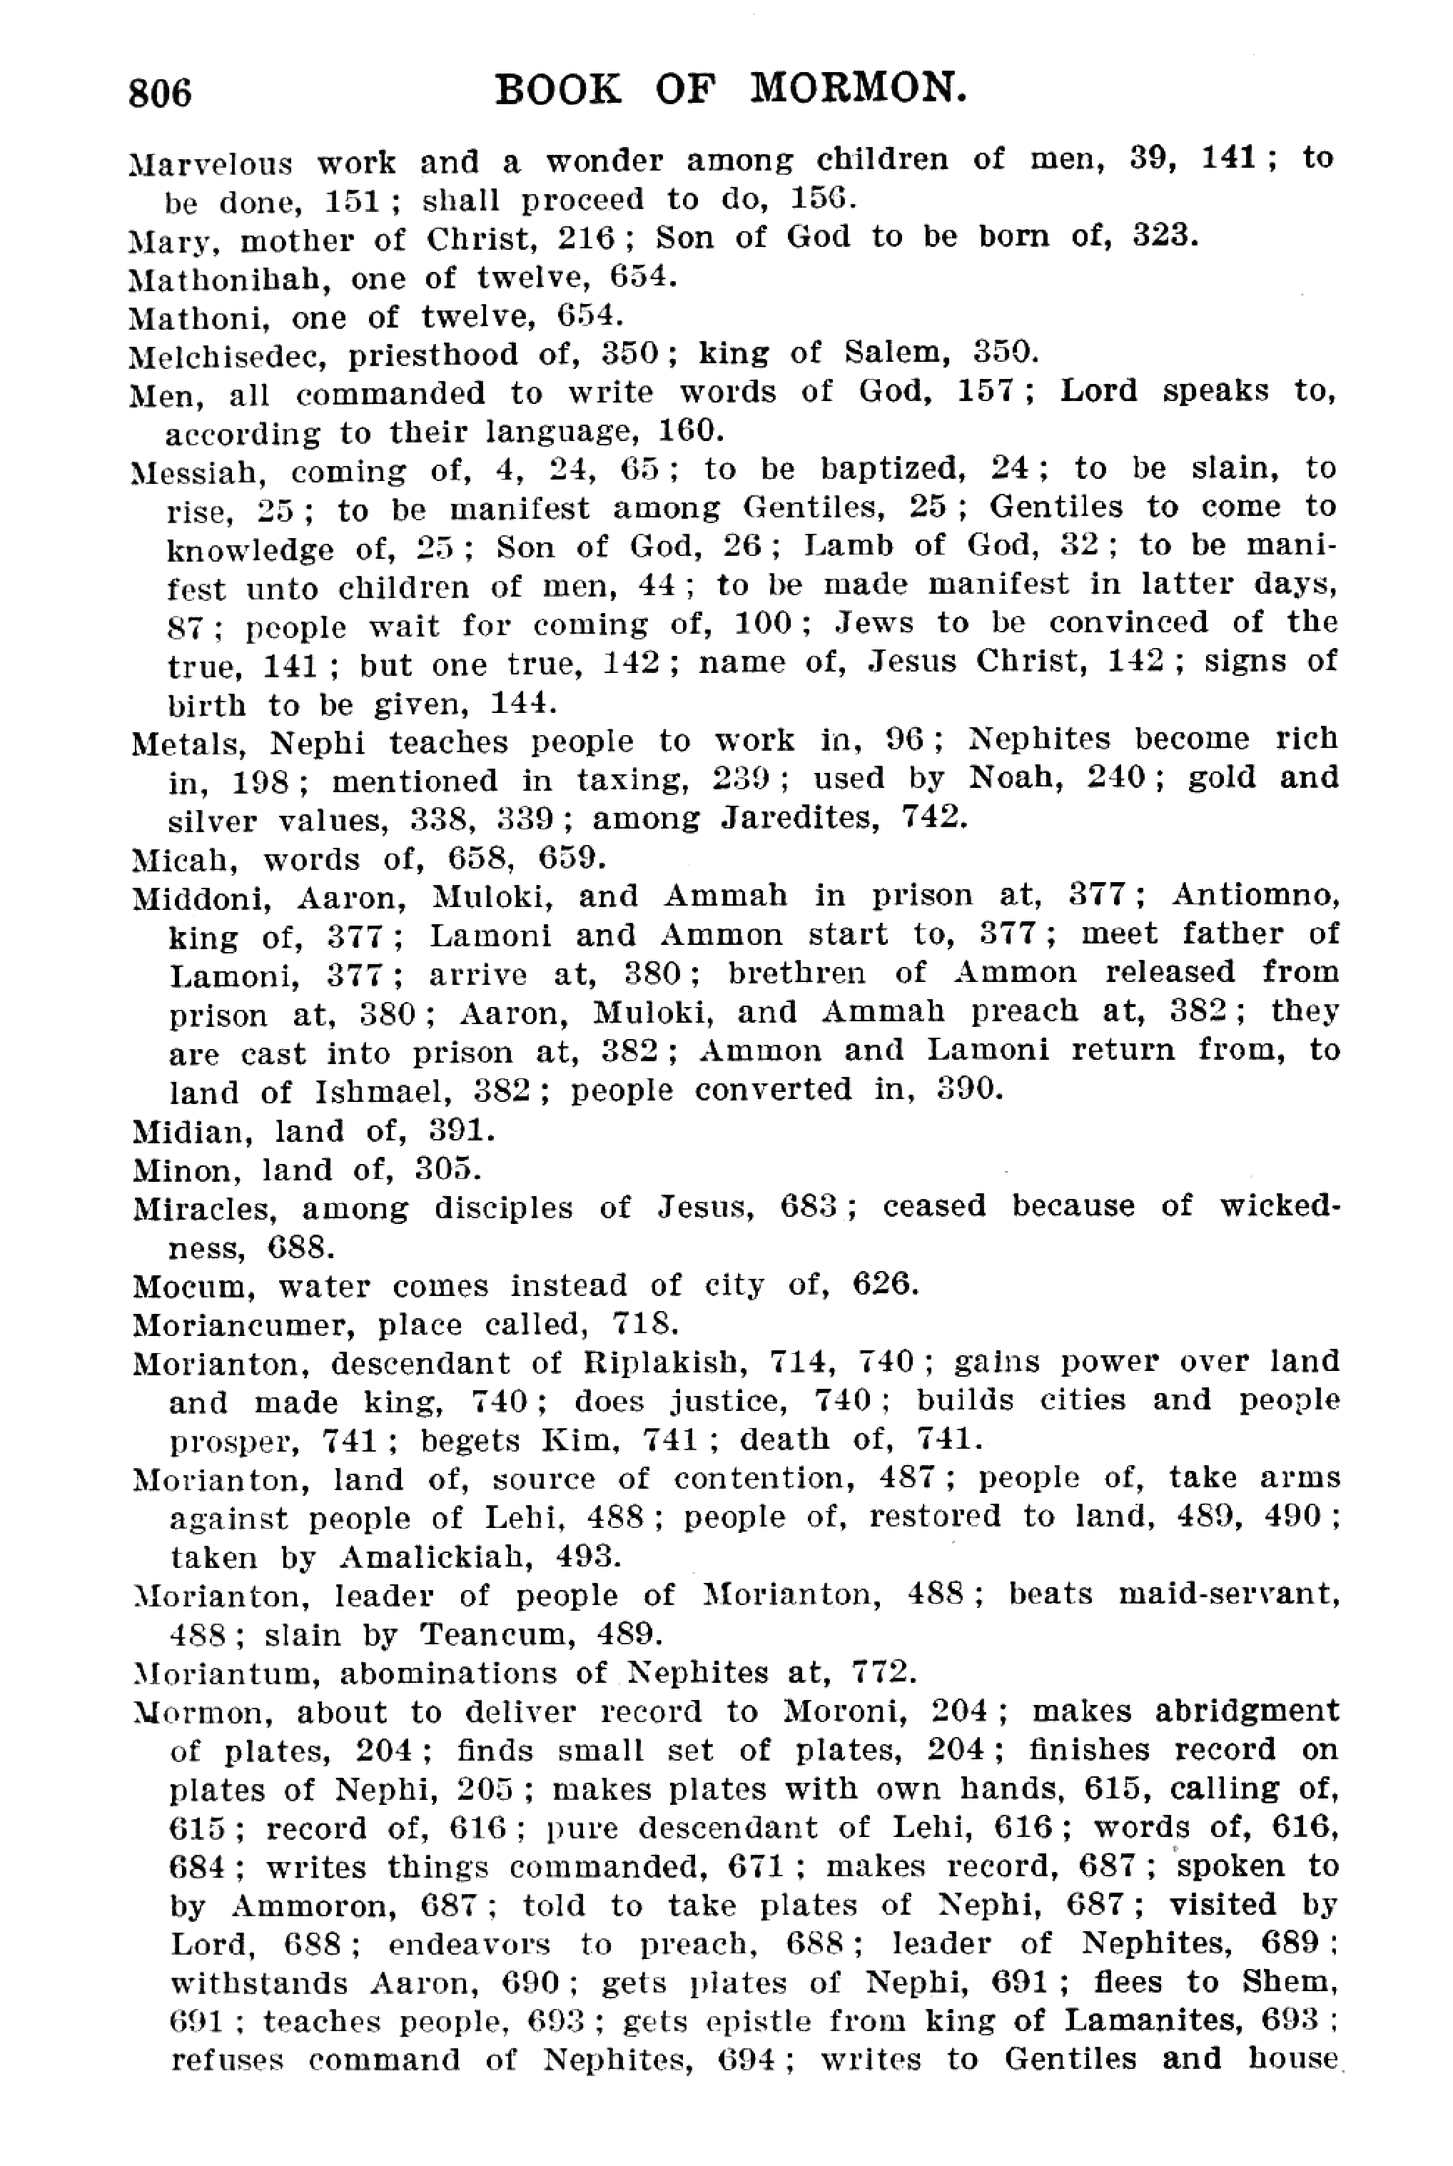 806 BOOK OF MORMON.
Marvelous work and a wonder among children of men, 39, 141 ; to
be done, 151 ; shall proceed to do, 156.
Mary, mother of Christ, 216 ; Son of God to be born of, 323.
Mathonihah, one of twelve, 654.
Mathoni, one of twelve, 654.
Melchisedec, priesthood of, 350 ; king of Salem, 350.
Men, all commanded to write words of God, 157 ; Lord speaks to,
according to their language, 160.
Messiah, coming of, 4, 24, 65 ; to be baptized, 24 ; to be slain, to
rise, 25 ; to be manifest among Gentiles, 25 ; Gentiles to come to
knowledge of, 25 ; Son of God, 26 ; Lamb of God, 32 ; to be mani-
fest unto children of men, 44 ; to be made manifest in latter days,
87 ; people wait for coming of, 100 ; Jews to be convinced of the
true, 141 ; but one true, 142 ; name of, Jesus Christ, 142 ; signs of
birth to be given, 144.
Metals, Nephi teaches people to work in, 96 ; Nephites become rich
in, 198 ; mentioned in taxing, 239 ; used by Noah, 240 ; gold and
silver values, 338, 339 ; among Jaredites, 742.
Micah, words of, 658, 659.
Middoni, Aaron, Muloki, and Ammah in prison at, 377 ; Antiomno,
king of, 377 ; Lamoni and Ammon start to, 377 ; meet father of
Lamoni, 377 ; arrive at, 380 ; brethren of Ammon released from
prison at, 380 ; Aaron, Muloki, and Ammah preach at, 382 ; they
are cast into prison at, 382 ; Ammon and Lamoni return from, to
land of Ishmael, 382 ; people converted in, 390.
Midian, land of, 391.
Minon, land of, 305.
Miracles, among disciples of Jesus, 683 ; ceased because of wicked-
ness, 688.
Mocum, water comes instead of city of, 626.
Moriancumer, place called, 718.
Morianton, descendant of Riplakish, 714, 740 ; gains power over land
and made king, 740 ; does justice, 740 ; builds cities and people
prosper, 741 ; begets Kim, 741 ; death of, 741.
Morianton, land of, source of contention, 487 ; people of, take arms
against people of Lehi, 488 ; people of, restored to land, 489, 490 ;
taken by Amalickiah, 493.
Morianton, leader of people of Morianton, 488 ; beats maid-servant,
488 ; slain by Teancum, 489.
Moriantum, abominations of Nephites at, 772.
Mormon, about to deliver record to Moroni, 204 ; makes abridgment
of plates, 204 ; finds small set of plates, 204 ; finishes record on
plates of Nephi, 205 ; makes plates with own hands, 615, calling of,
615 ; record of, 616 ; pure descendant of Lehi, 616 ; words of, 616,
684 ; writes things commanded, 671 ; makes record, 687 ; spoken to
by Ammoron, 687 ; told to take plates of Nephi, 687 ; visited by
Lord, 688 ; endeavors to preach, 688 ; leader of Nephites, 689 ;
withstands Aaron, 690 ; gets plates of Nephi, 691 ; flees to Shem,
691 ; teaches people, 693 ; gets epistle from king of Lamanites, 693 ;
refuses command of Nephites, 694 ; writes to Gentiles and house